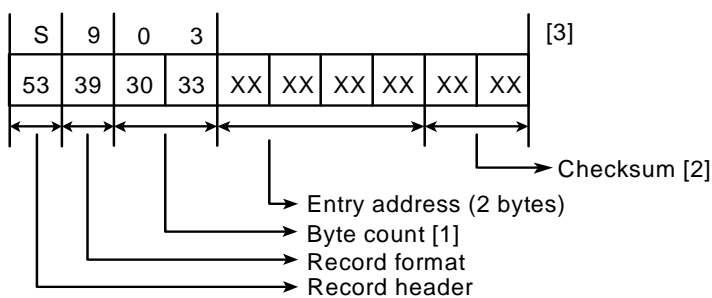 S 9 0 3 [3]
53 39 30 33 XX XX XX XX XX XX
Checksum [2]
Entry address (2 bytes)
Byte count [1]
Record format
Record header